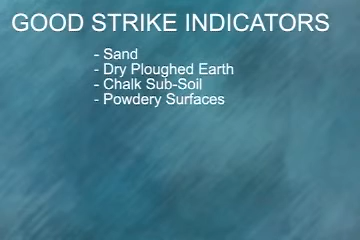 GOOD STRIKE INDICATORS
- Sand
- Dry Ploughed Earth
- Chalk Sub-Soil
- Powdery Surfaces